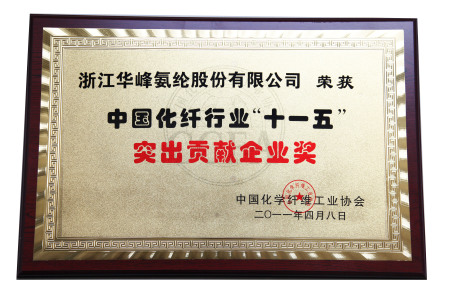 浙江华峰氨纶股份有限公司 荣获
中国化纤行业“十一五”
突出贡献企业奖
中国化学纤维工业协会
二〇一一年四月八日